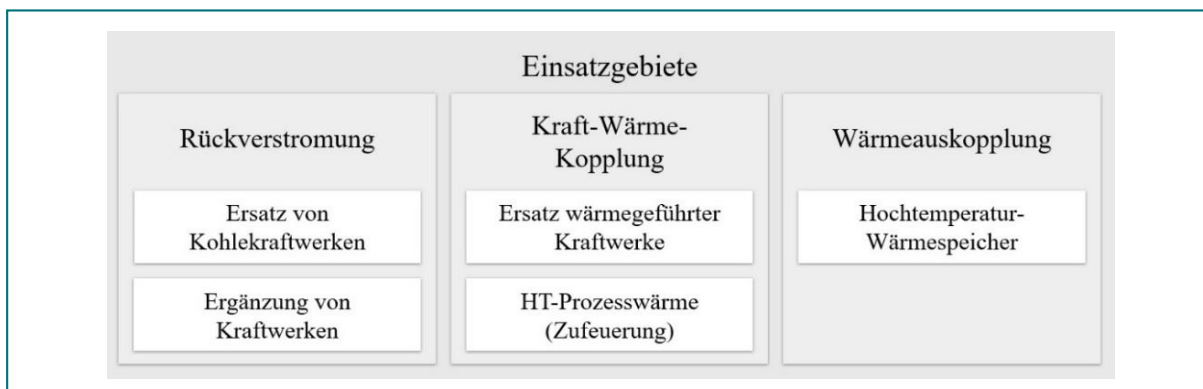 Einsatzgebiete
Rückverstromung
Ersatz von
Kohlekraftwerken
Ergänzung von
Kraftwerken
Kraft-Wärme-
Kopplung
Ersatz wärmegeführter
Kraftwerke
HT-Prozesswärme
(Zufeuerung)
Wärmeauskopplung
Hochtemperatur-
Wärmespeicher